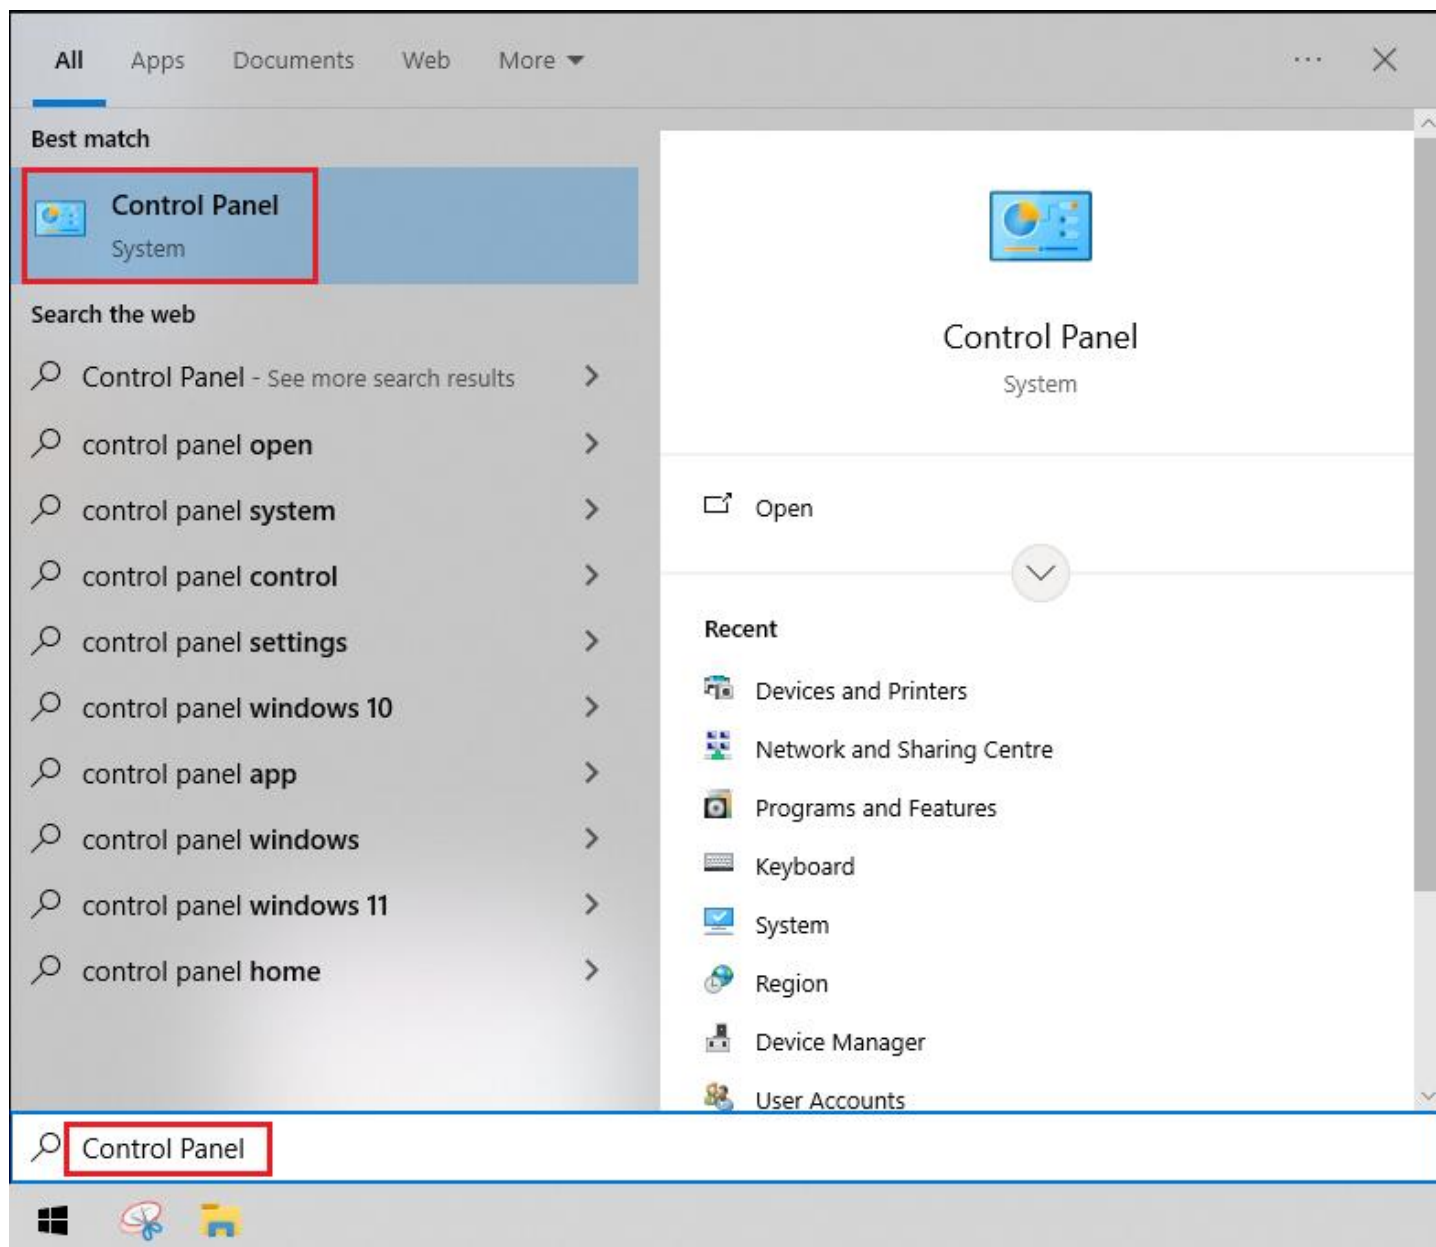 All Apps Documents Web More
Best match
Control Panel
System
Search the web
Control Panel - See more search results
control panel open
control panel system
control panel control
control panel settings
control panel windows 10
control panel app
control panel windows
control panel windows 11
control panel home
Control Panel
System
Open
Recent
Devices and Printers
Network and Sharing Centre
Programs and Features
Keyboard
System
Region
Device Manager
User Accounts
Control Panel